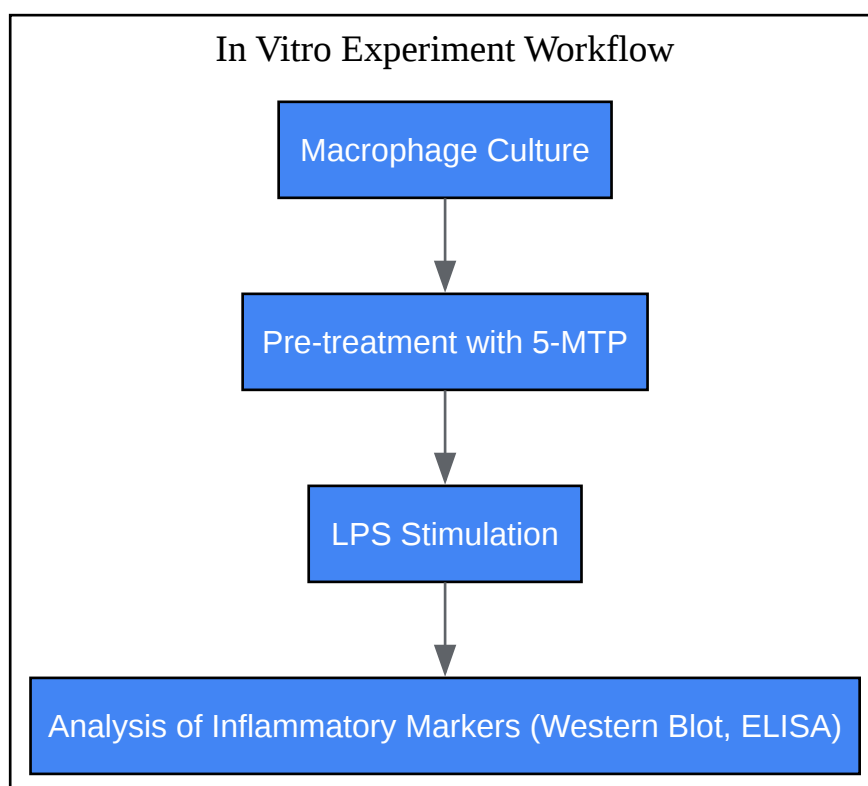 In Vitro Experiment Workflow
Macrophage Culture
Pre-treatment with 5-MTP
LPS Stimulation
Analysis of Inflammatory Markers (Western Blot, ELISA)